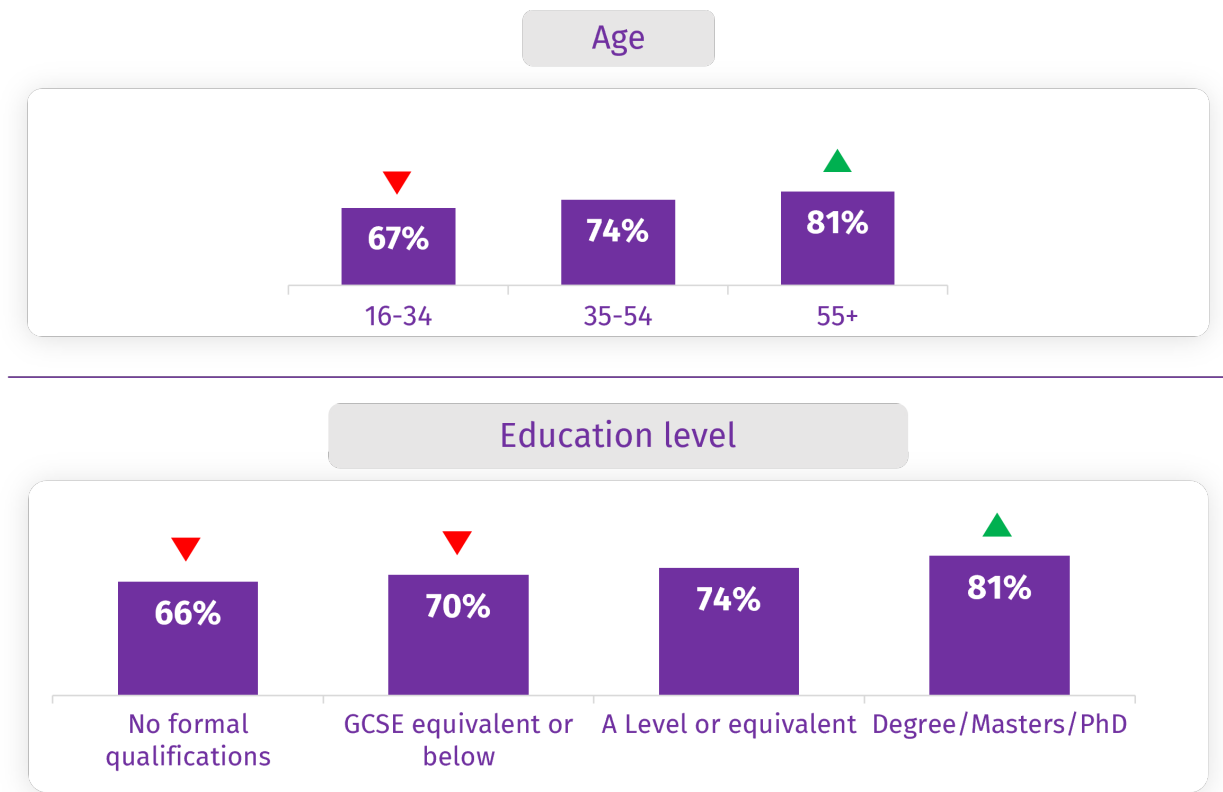 Age
67%
74%
81%
16-34
35-54
55+
Education level
66%
70%
74%
81%
No formal
qualifications
GCSE equivalent or
below
A Level or equivalent
Degree/Masters/PhD